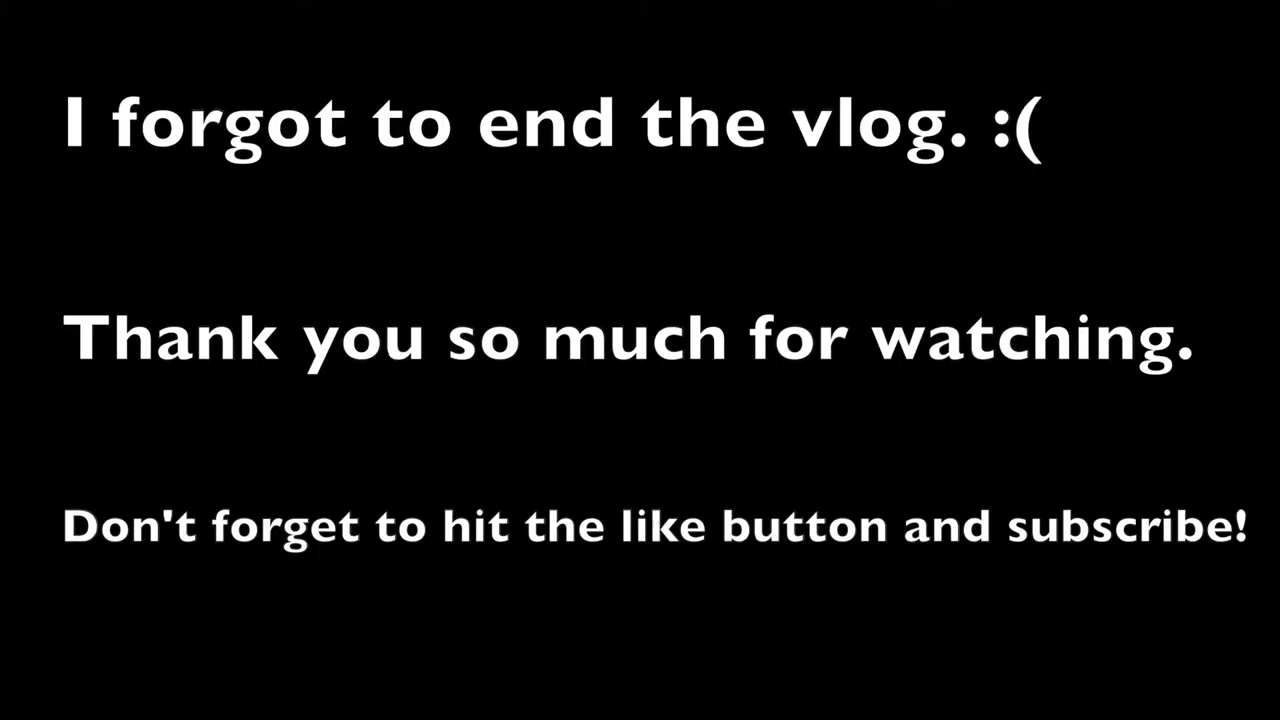 I forgot to end the vlog. :(
Thank you so much for watching.
Don't forget to hit the like button and subscribe!